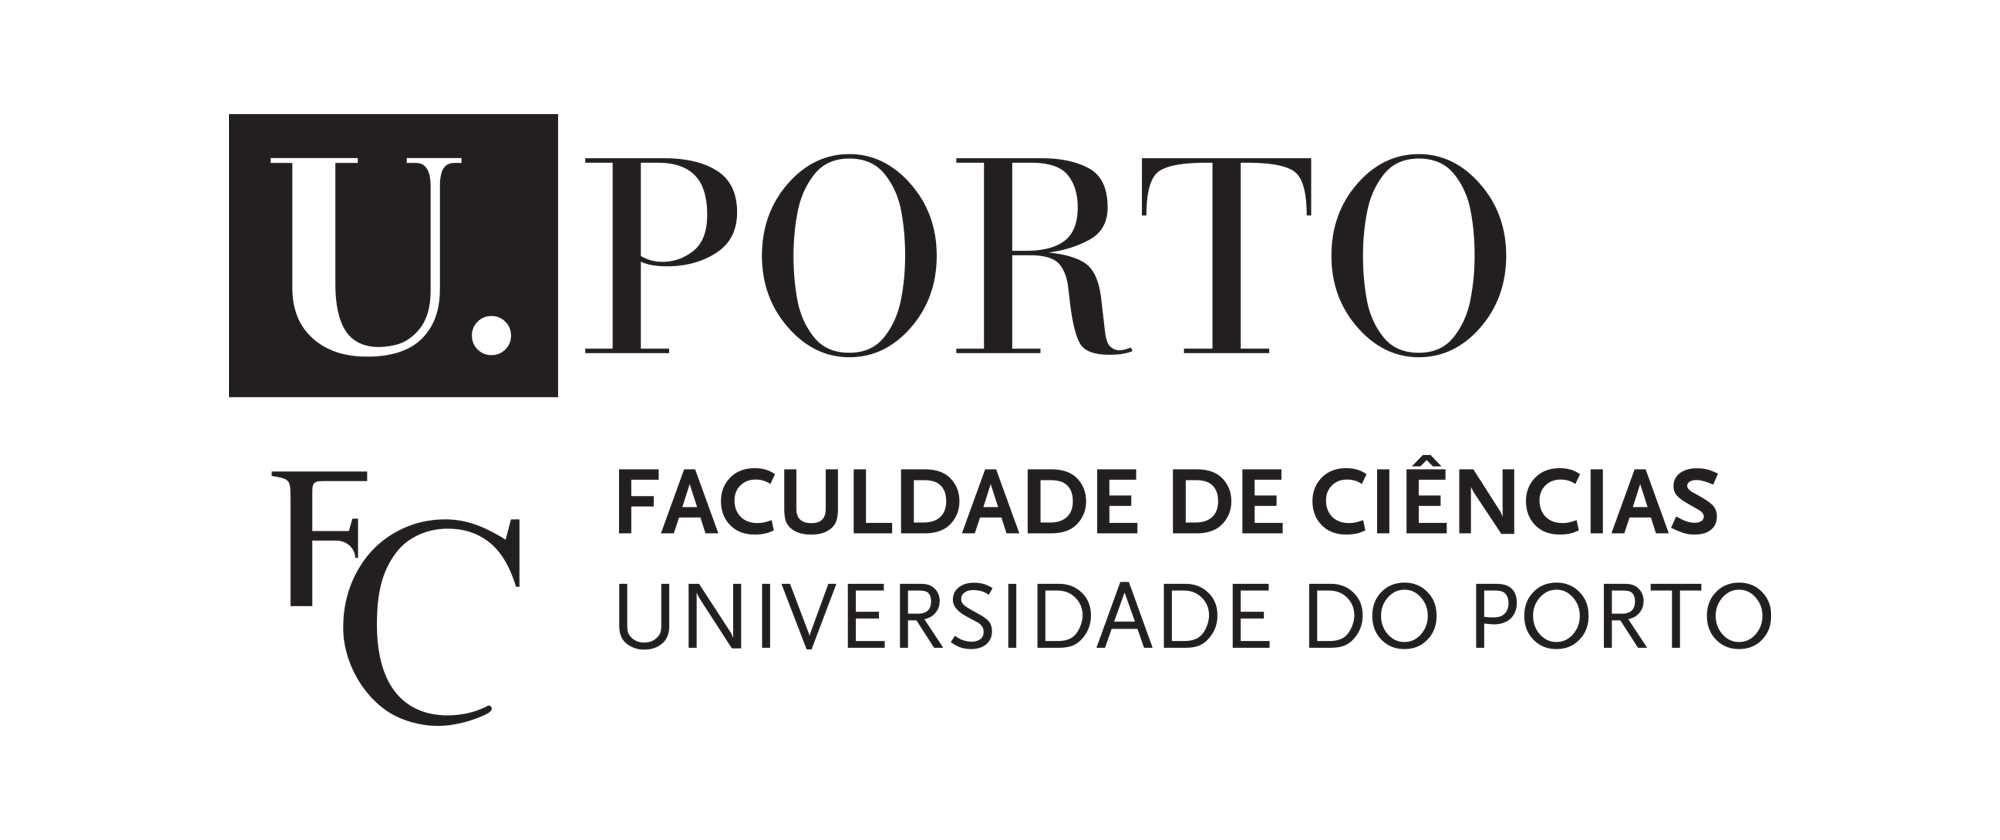 U. PORTO
FC
FACULDADE DE CIÊNCIAS
UNIVERSIDADE DO PORTO